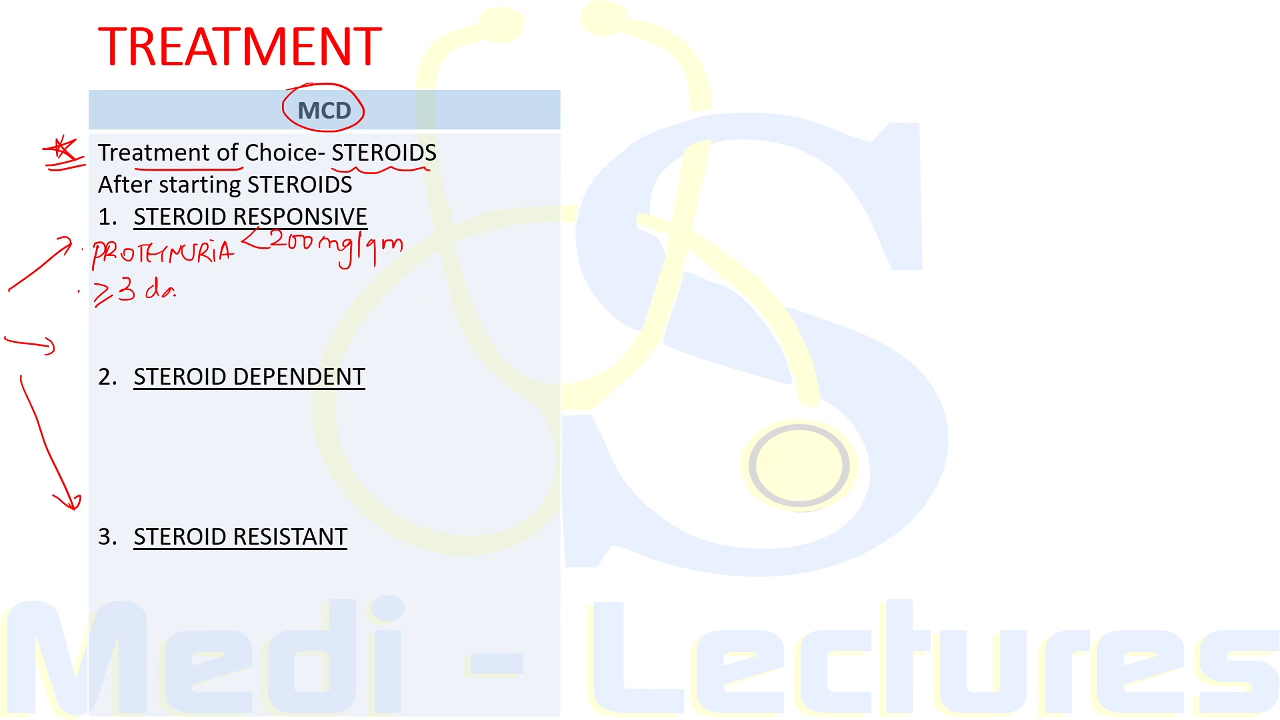 TREATMENT
MCD
Treatment of Choice- STEROIDS
After starting STEROIDS
1. STEROID RESPONSIVE
PROTEINURIA <200mg/gm
≥3 da
2. STEROID DEPENDENT
3. STEROID RESISTANT
Medi - Lectures